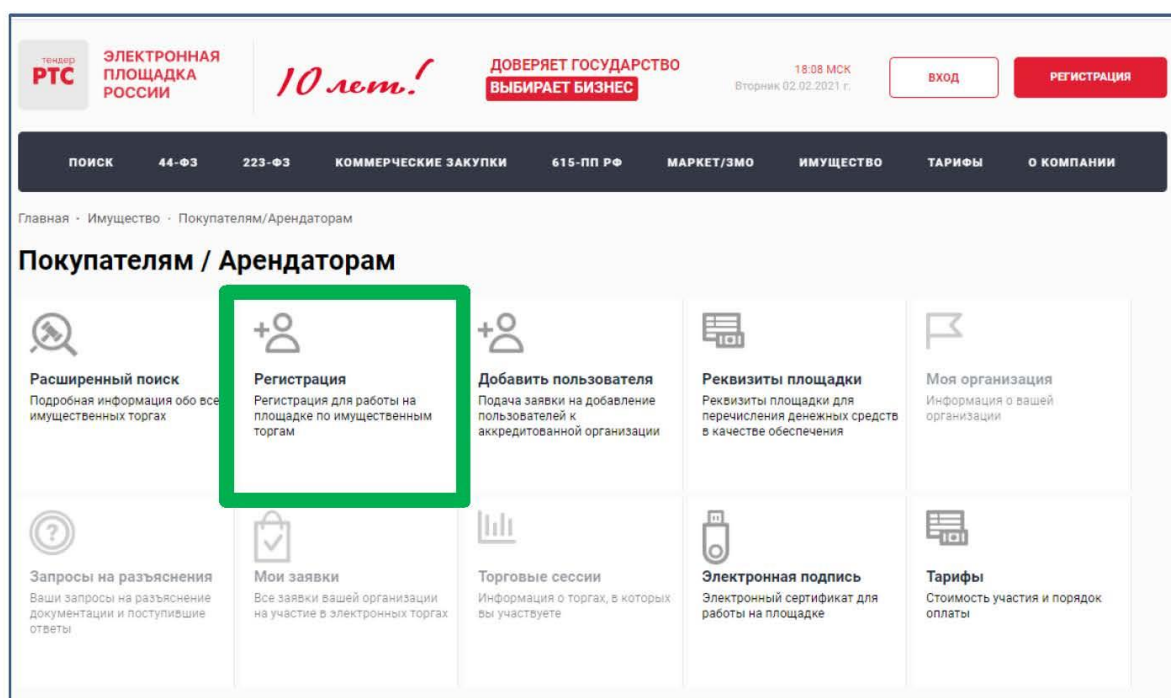 тендер
РТС
ЭЛЕКТРОННАЯ
ПЛОЩАДКА
РОССИИ
10 лет!
ДОВЕРЯЕТ ГОСУДАРСТВО
ВЫБИРАЕТ БИЗНЕС
18:08 МСК
Вторник 02.02.2021 г.
ВХОД
РЕГИСТРАЦИЯ
ПОИСК 44-ФЗ 223-ФЗ КОММЕРЧЕСКИЕ ЗАКУПКИ 615-ПП РФ МАРКЕТ/ЗМО ИМУЩЕСТВО ТАРИФЫ О КОМПАНИИ
Главная · Имущество · Покупателям/Арендаторам
Покупателям / Арендаторам
Расширенный поиск
Подробная информация обо все
имущественных торгах
Регистрация
Регистрация для работы на
площадке по имущественным
торгам
Добавить пользователя
Подача заявки на добавление
пользователей к
аккредитованной организации
Реквизиты площадки
Реквизиты площадки для
перечисления денежных средств
в качестве обеспечения
Моя организация
Информация о вашей
организации
Запросы на разъяснения
Ваши запросы на разъяснение
документации и поступившие
ответы
Мои заявки
Все заявки вашей организации
на участие в электронных торгах
Торговые сессии
Информация о торгах, в которых
вы участвуете
Электронная подпись
Электронный сертификат для
работы на площадке
Тарифы
Стоимость участия и порядок
оплаты